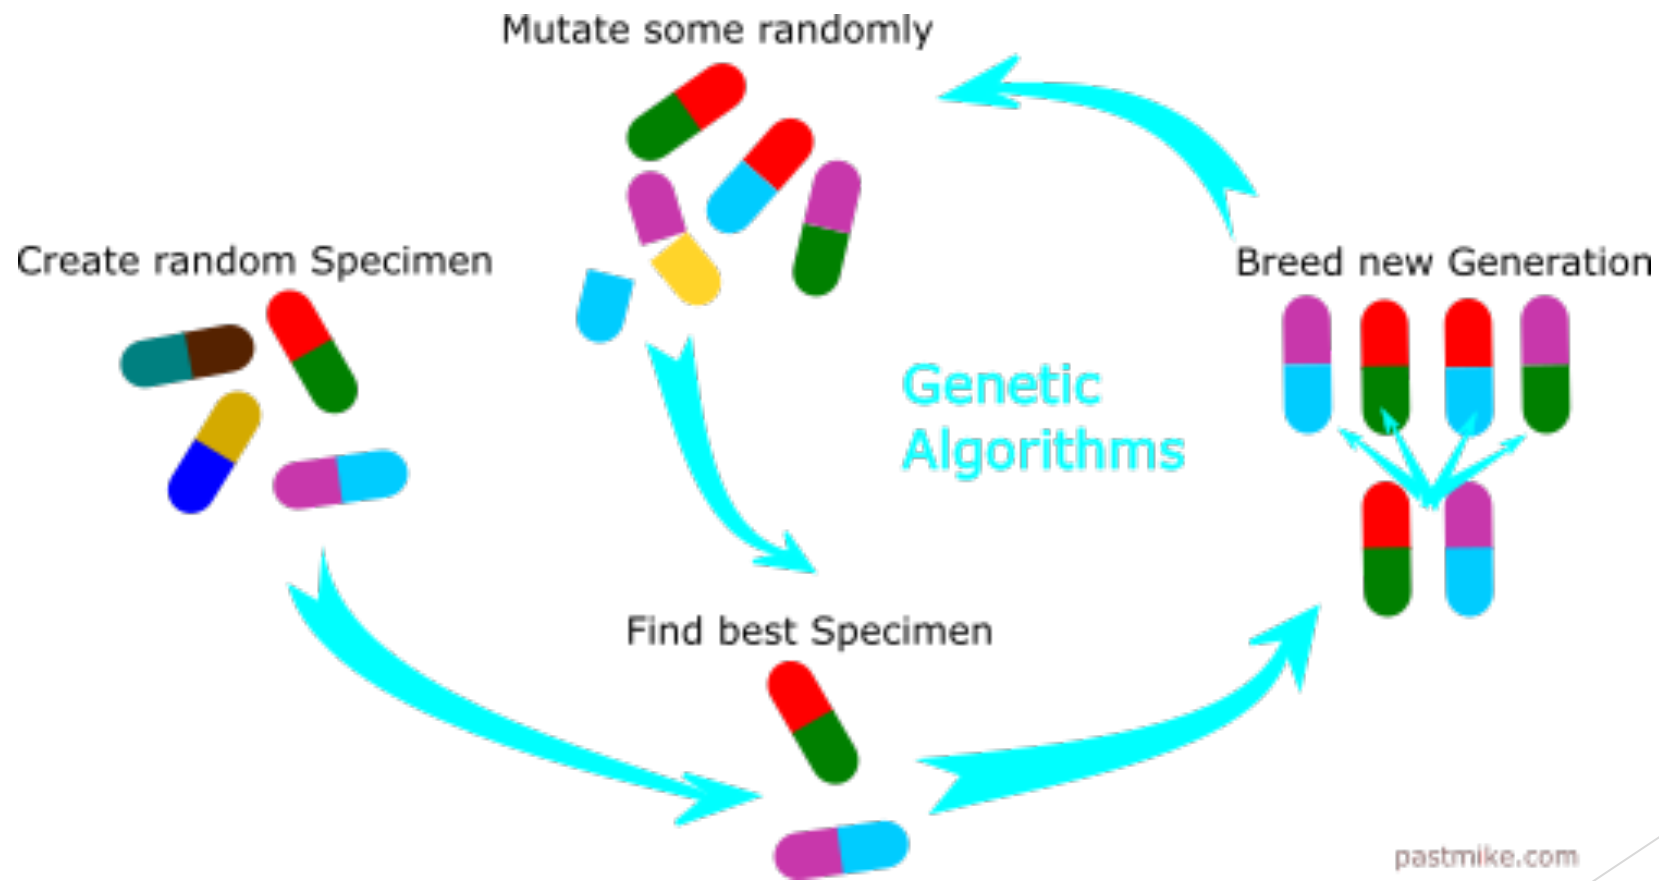 Mutate some randomly
Create random Specimen
Breed new Generation
Genetic
Algorithms
Find best Specimen
pastmike.com